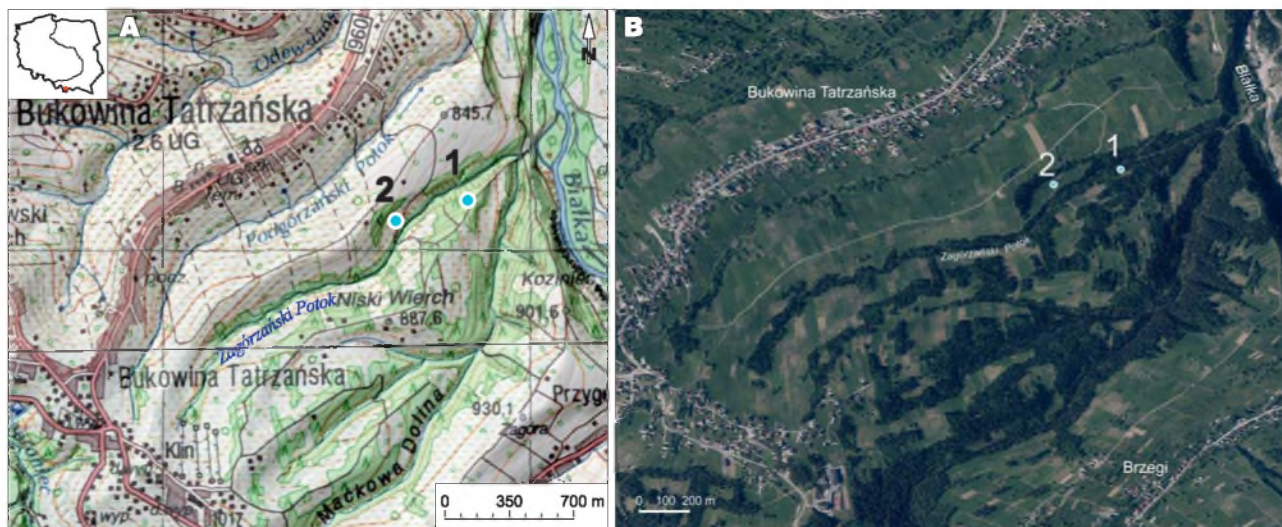 A
N
960
Odewsiański
Bukowina Tatrzańska
2.6 UG
845.7
1
2
Podgórzański Potok
Białka
Koziniec
901.6
Niski Wierch
887.6
Zagórzański Potok
Bukowina Tatrzańska
930.1
Zagóra
Klin
Maćkowa Dolina
0 350 700 m
B
Białka
Bukowina Tatrzańska
1
2
Zagórzański Potok
Brzegi
0 100 200 m